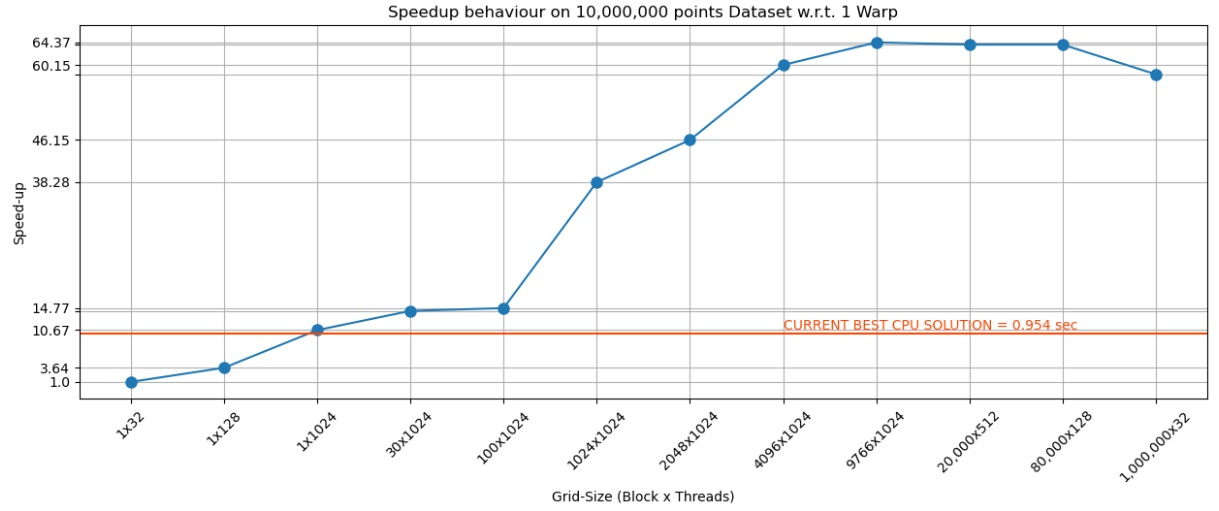 Speedup behaviour on 10,000,000 points Dataset w.r.t. 1 Warp
64.37
60.15
46.15
38.28
14.77
10.67
3.64
1.0
Speed-up
CURRENT BEST CPU SOLUTION = 0.954 sec
1x32
1x128
1x1024
30x1024
100x1024
1024x1024
2048x1024
4096x1024
9766x1024
20,000x512
80,000x128
1,000,000x32
Grid-Size (Block x Threads)